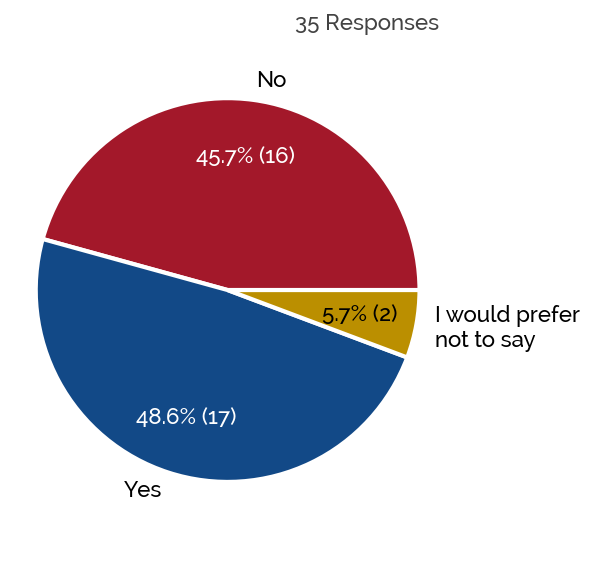 35 Responses
No
45.7% (16)
5.7% (2)
I would prefer
not to say
48.6% (17)
Yes